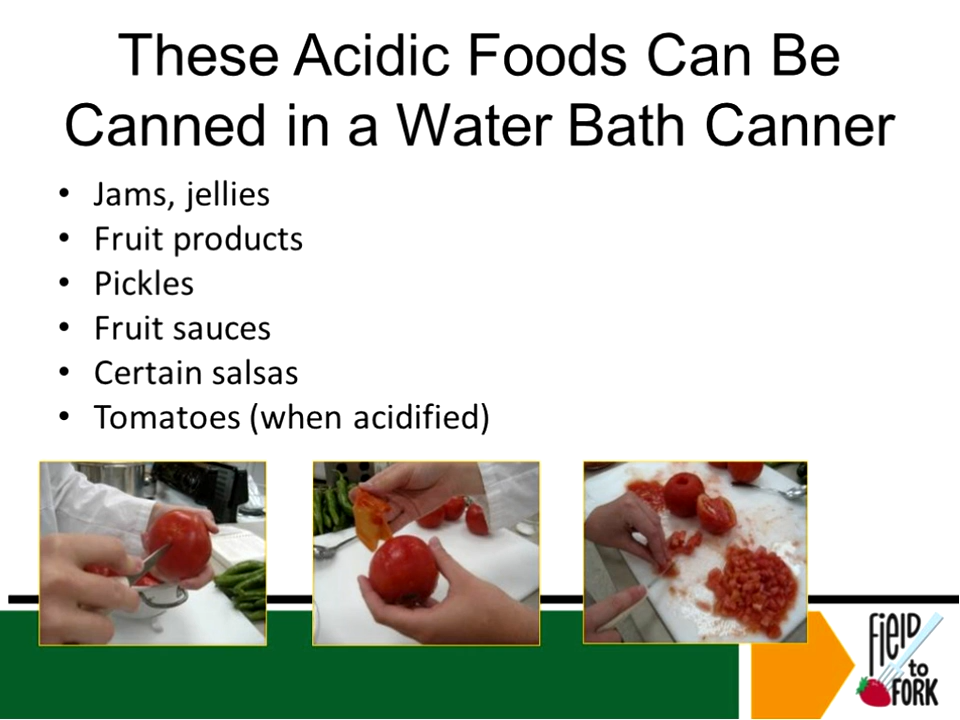 These Acidic Foods Can Be
Canned in a Water Bath Canner
• Jams, jellies
• Fruit products
• Pickles
• Fruit sauces
• Certain salsas
• Tomatoes (when acidified)
FiElD
to
FORK